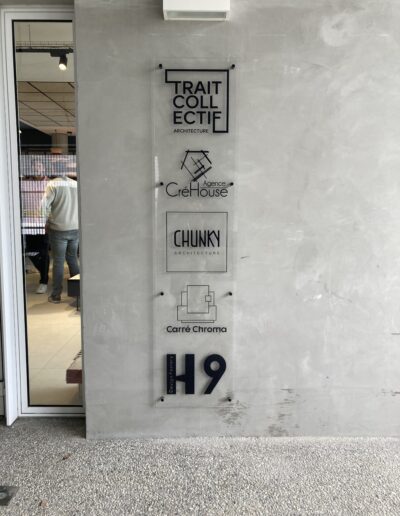 TRAIT
COLL
ECTIF
ARCHITECTURE
Agence
CréHouse
CHUNKY
ARCHITECTURE
Carré Chroma
H9